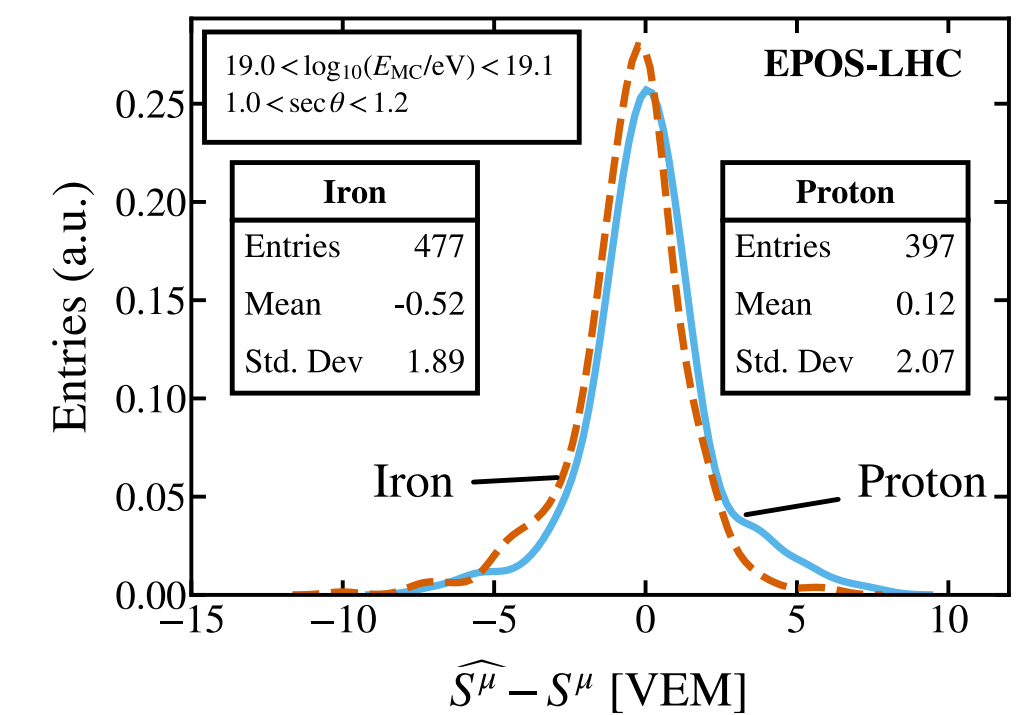 EPOS-LHC
19.0 < log₁₀(E_MC/eV) < 19.1
1.0 < sec θ < 1.2
Iron
Entries 477
Mean -0.52
Std. Dev 1.89
Proton
Entries 397
Mean 0.12
Std. Dev 2.07
Iron
Proton
Entries (a.u.)
0.25
0.20
0.15
0.10
0.05
0.00
−15 −10 −5 0 5 10
\widehat{S^μ} − S^μ [VEM]